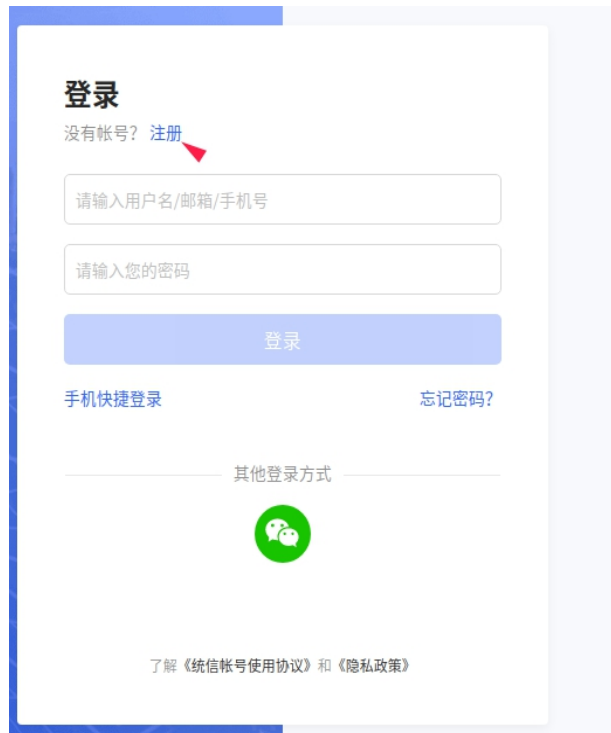 登录
没有帐号？ 注册
请输入用户名/邮箱/手机号
请输入您的密码
登录
手机快捷登录 忘记密码?
其他登录方式
了解《统信帐号使用协议》和《隐私政策》